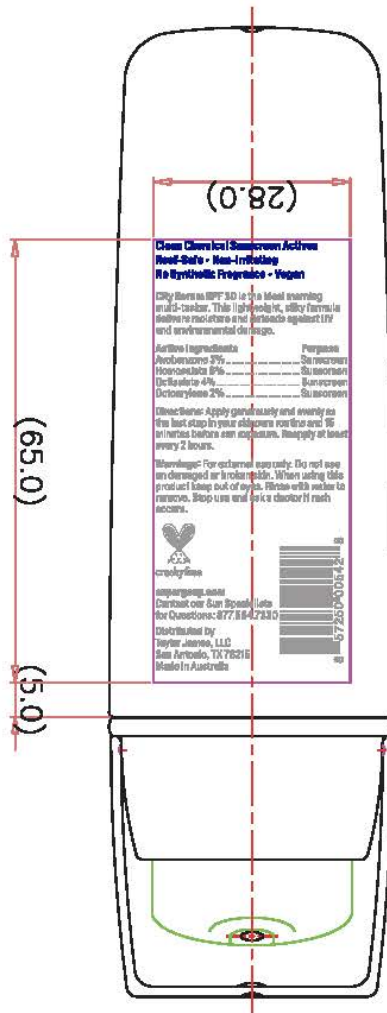 (28.0)
Clean Chemical Sunscreen Actives
Reef-Safe • Non-Irritating
No Synthetic Fragrance • Vegan
City Serum SPF 30 is the ideal morning
multi-tasker. This lightweight, silky formula
delivers moisture and defends against UV
and environmental damage.
Active Ingredients Purpose
Avobenzone 3% Sunscreen
Homosalate 8% Sunscreen
Octisalate 4% Sunscreen
Octocrylene 2% Sunscreen
Directions: Apply generously and evenly as
the last step in your skincare routine and 15
minutes before sun exposure. Reapply at least
every 2 hours.
Warnings: For external use only. Do not use
on damaged or broken skin. When using this
product keep out of eyes. Rinse with water to
remove. Stop use and ask a doctor if rash
occurs.
crueltyfree
supergoop.com
Contact our Sun Specialists
for Questions: 877.664.7330
Distributed by
Taylor James, LLC
San Antonio, TX 78215
Made in Australia
(65.0)
(5.0)